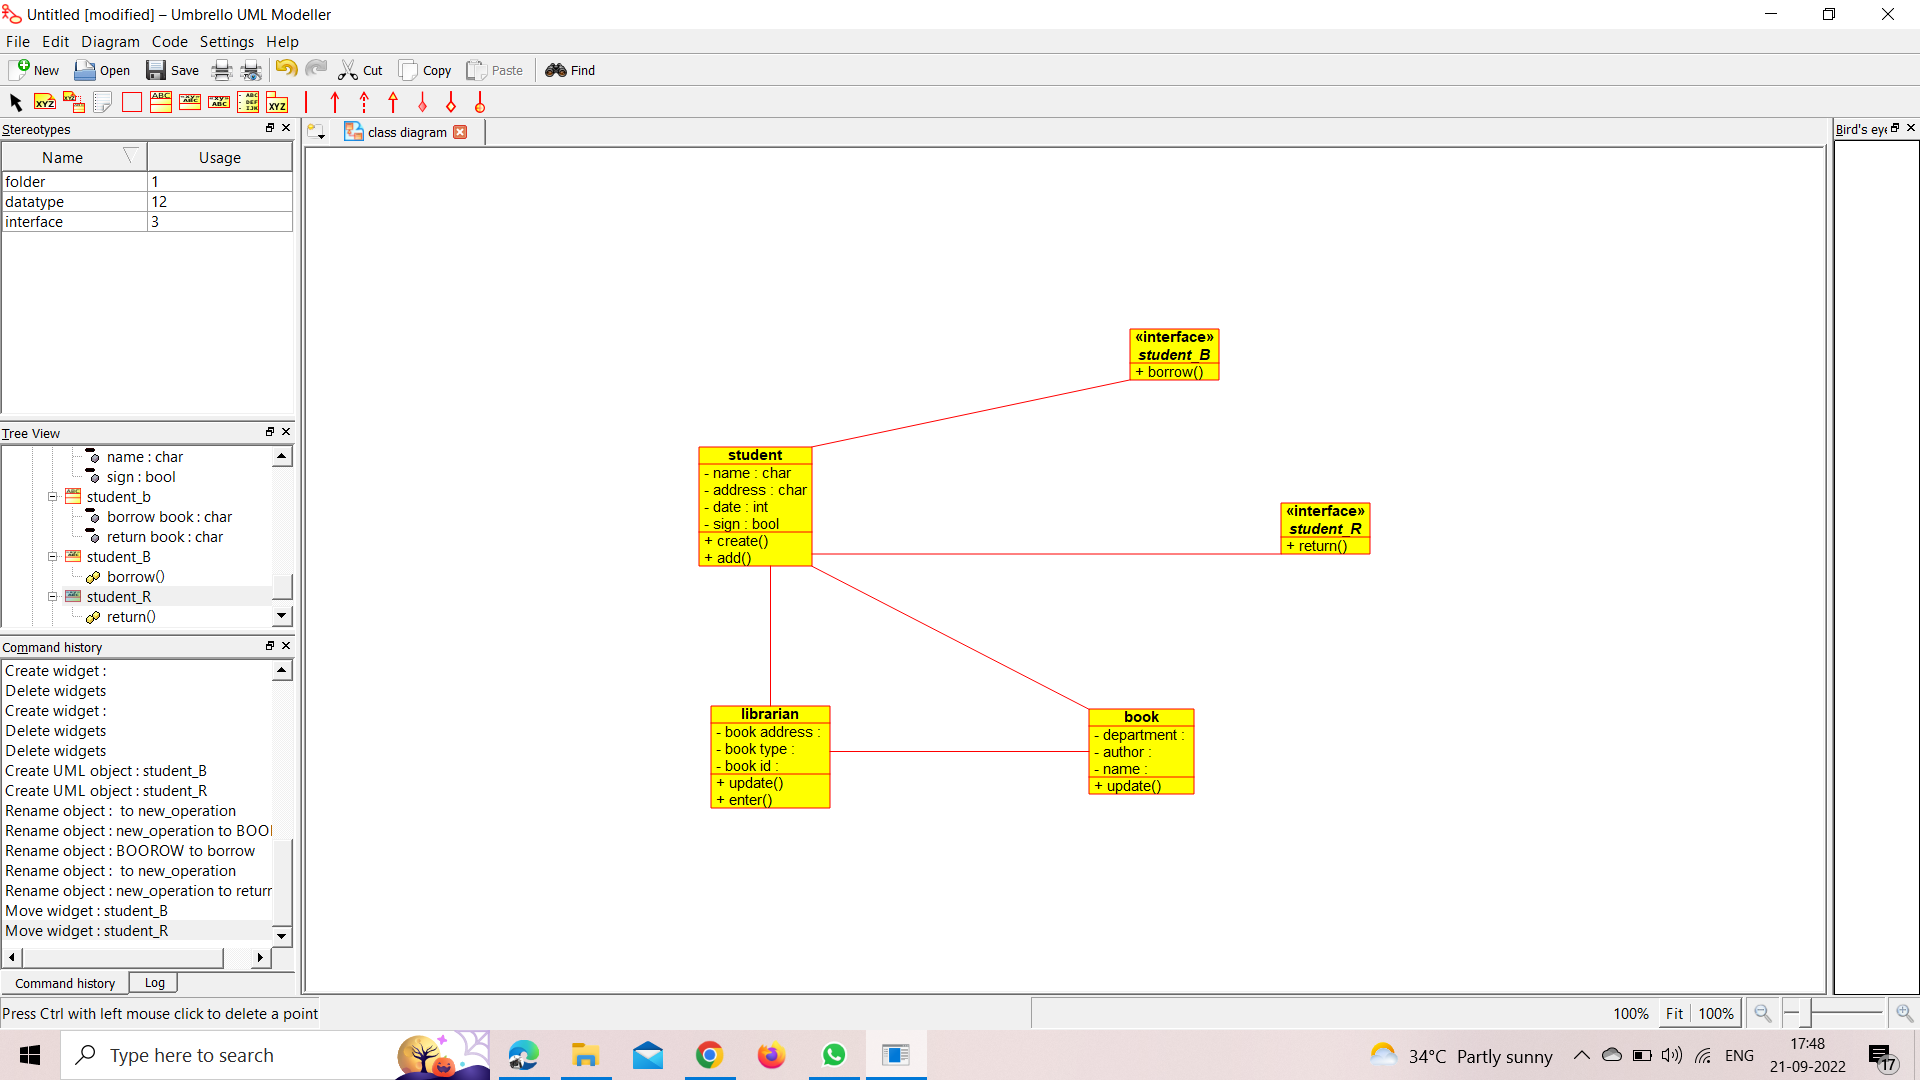 Untitled [modified] – Umbrello UML Modeller
File Edit Diagram Code Settings Help
New Open Save Cut Copy Paste Find
Stereotypes
Name Usage
folder 1
datatype 12
interface 3
Tree View
name : char
sign : bool
student_b
borrow book : char
return book : char
student_B
borrow()
student_R
return()
Command history
Create widget :
Delete widgets
Create widget :
Delete widgets
Delete widgets
Create UML object : student_B
Create UML object : student_R
Rename object :  to new_operation
Rename object : new_operation to BOO
Rename object : BOOROW to borrow
Rename object :  to new_operation
Rename object : new_operation to return
Move widget : student_B
Move widget : student_R
Command history Log
class diagram
«interface»
student_B
+ borrow()
student
- name : char
- address : char
- date : int
- sign : bool
+ create()
+ add()
«interface»
student_R
+ return()
librarian
- book address :
- book type :
- book id :
+ update()
+ enter()
book
- department :
- author :
- name :
+ update()
Bird's eye
Press Ctrl with left mouse click to delete a point
100% Fit 100%
Type here to search
34°C Partly sunny
ENG
17:48
21-09-2022
17